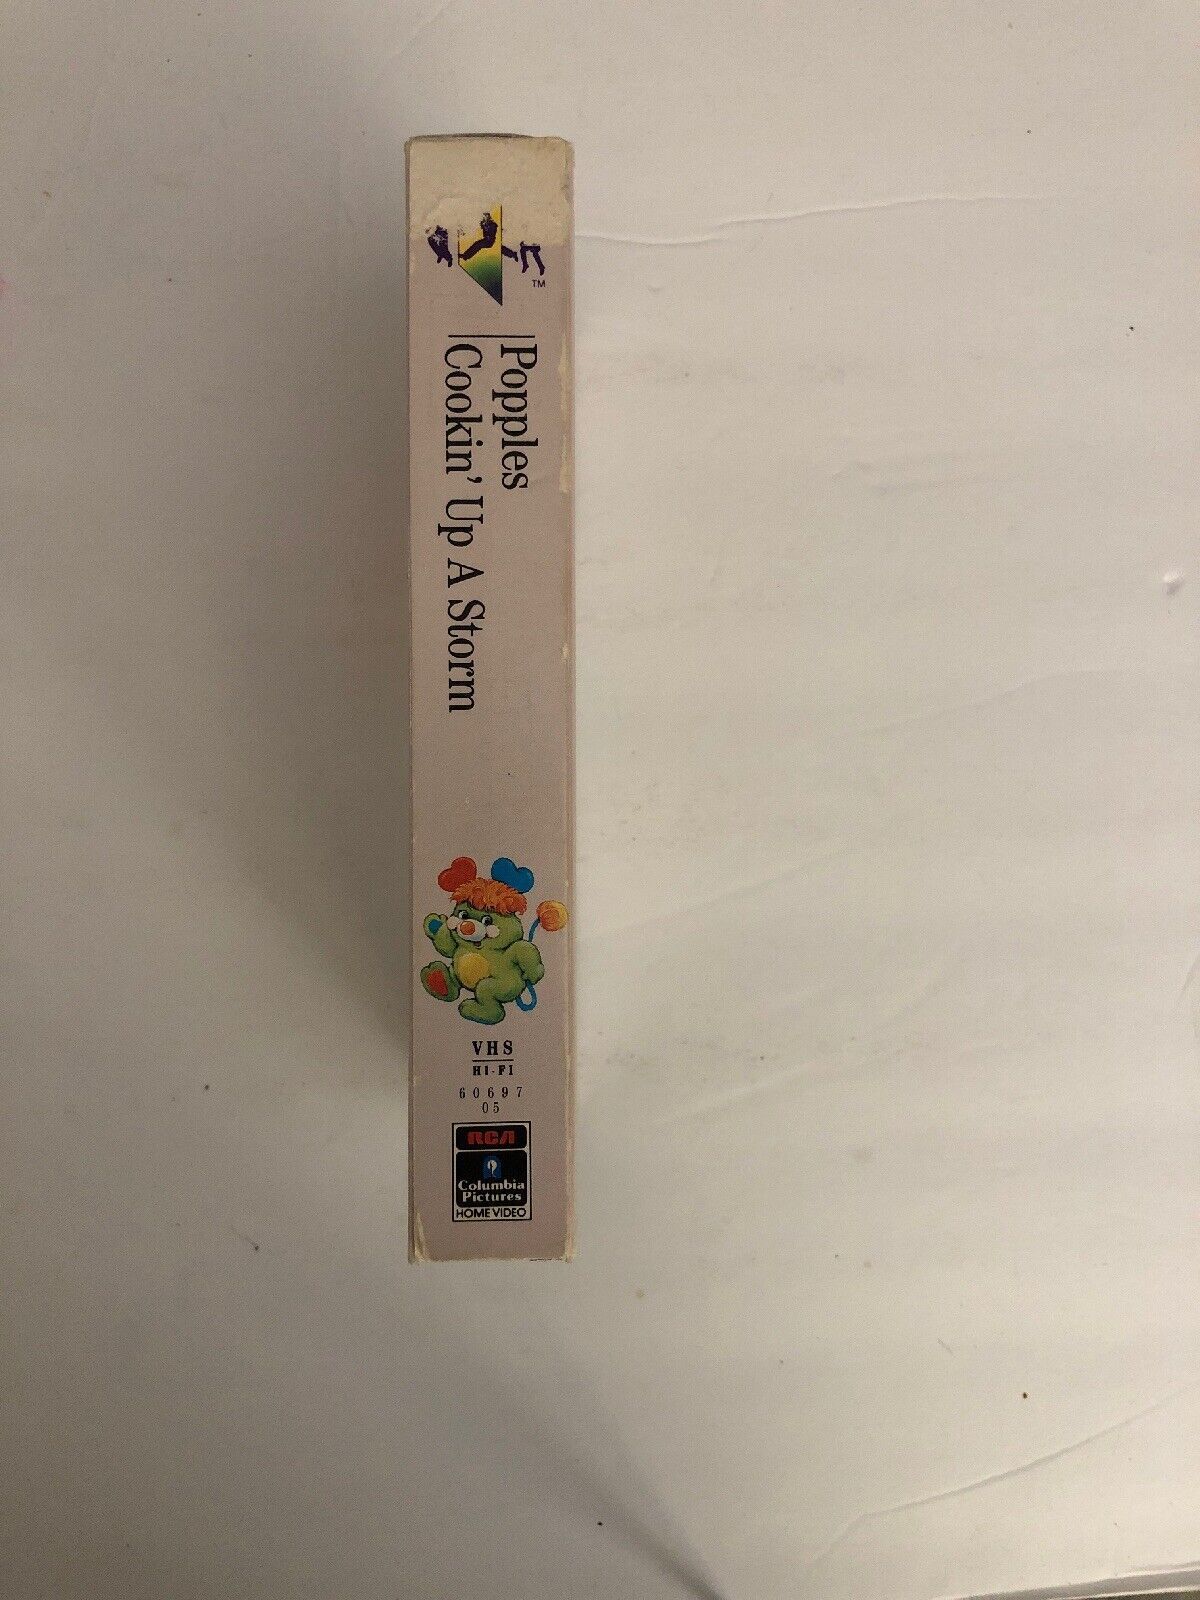 TM
Popples
Cookin' Up A Storm
VHS
HI-FI
60697
05
RCA
Columbia
Pictures
HOME VIDEO